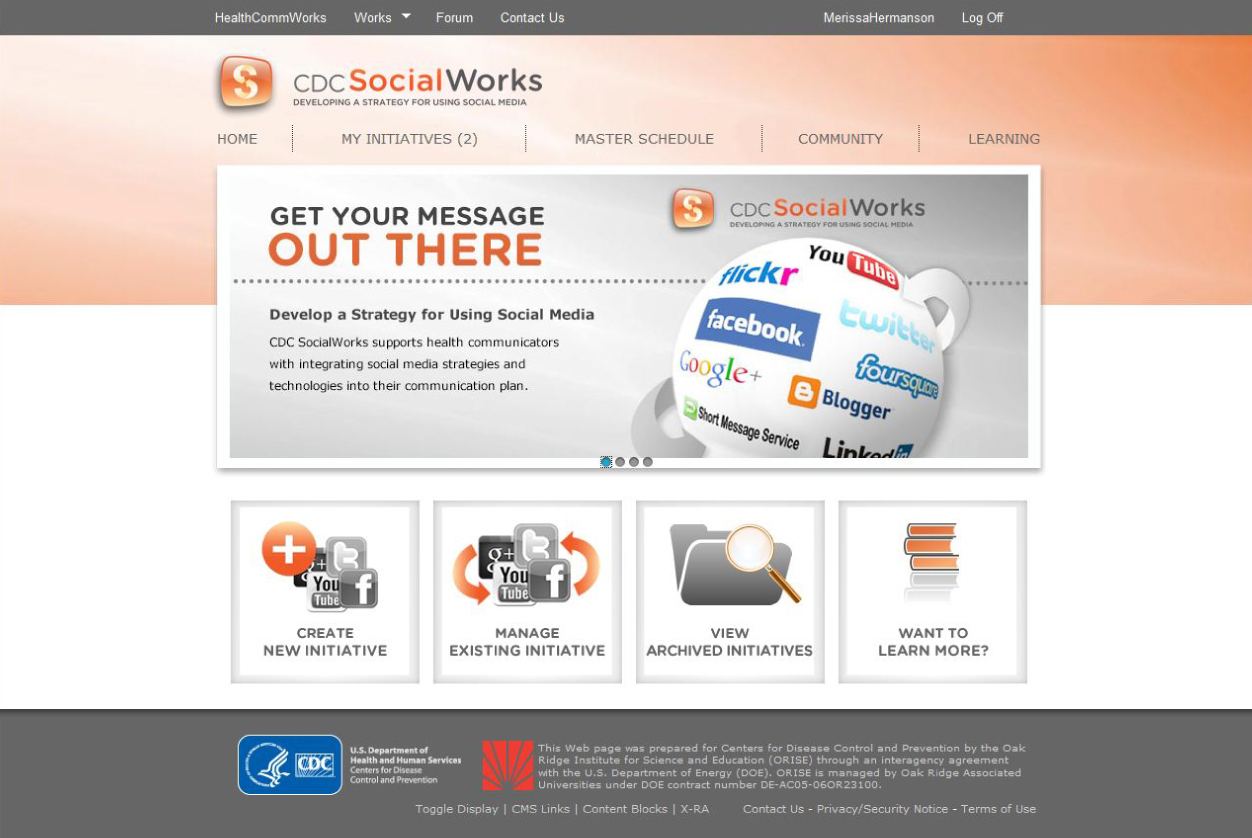 HealthCommWorks Works Forum Contact Us MerissaHermanson Log Off
CDC SocialWorks
DEVELOPING A STRATEGY FOR USING SOCIAL MEDIA
HOME MY INITIATIVES (2) MASTER SCHEDULE COMMUNITY LEARNING
GET YOUR MESSAGE
OUT THERE
Develop a Strategy for Using Social Media
CDC SocialWorks supports health communicators
with integrating social media strategies and
technologies into their communication plan.
CDC SocialWorks
DEVELOPING A STRATEGY FOR USING SOCIAL MEDIA
You Tube
flickr
facebook
twitter
Google+
foursquare
Blogger
Short Message Service
Linked in
g+
You
Tube
f
CREATE
NEW INITIATIVE
g+
You
Tube
f
MANAGE
EXISTING INITIATIVE
VIEW
ARCHIVED INITIATIVES
WANT TO
LEARN MORE?
CDC
U.S. Department of
Health and Human Services
Centers for Disease
Control and Prevention
This Web page was prepared for Centers for Disease Control and Prevention by the Oak
Ridge Institute for Science and Education (ORISE) through an interagency agreement
with the U.S. Department of Energy (DOE). ORISE is managed by Oak Ridge Associated
Universities under DOE contract number DE-AC05-06OR23100.
Toggle Display | CMS Links | Content Blocks | X-RA Contact Us - Privacy/Security Notice - Terms of Use